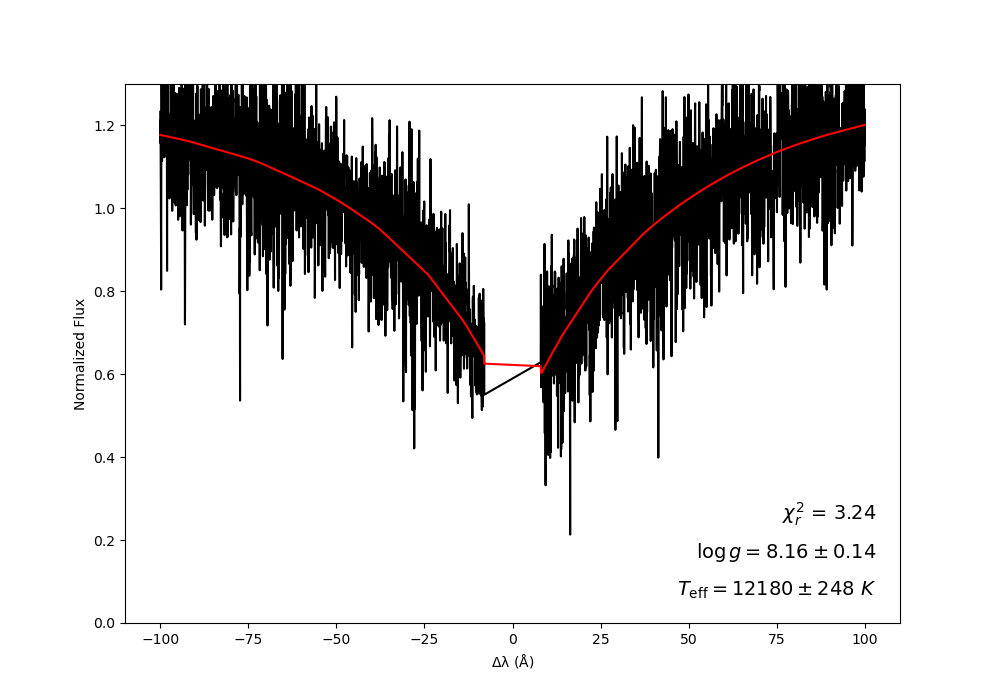 1.2
1.0
0.8
0.6
0.4
0.2
0.0
Normalized Flux
χ²ᵣ = 3.24
log g = 8.16 ± 0.14
T_eff = 12180 ± 248 K
−100 −75 −50 −25 0 25 50 75 100
Δλ (Å)